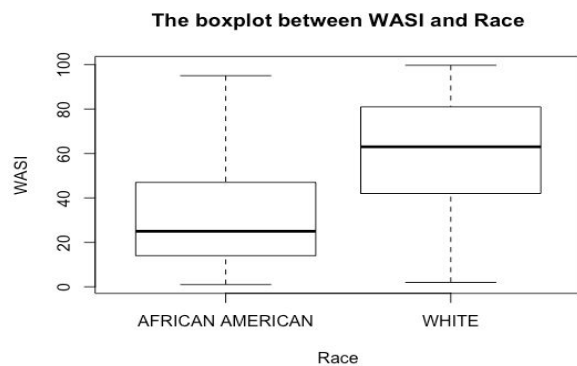 The boxplot between WASI and Race
WASI
100
80
60
40
20
0
AFRICAN AMERICAN WHITE
Race